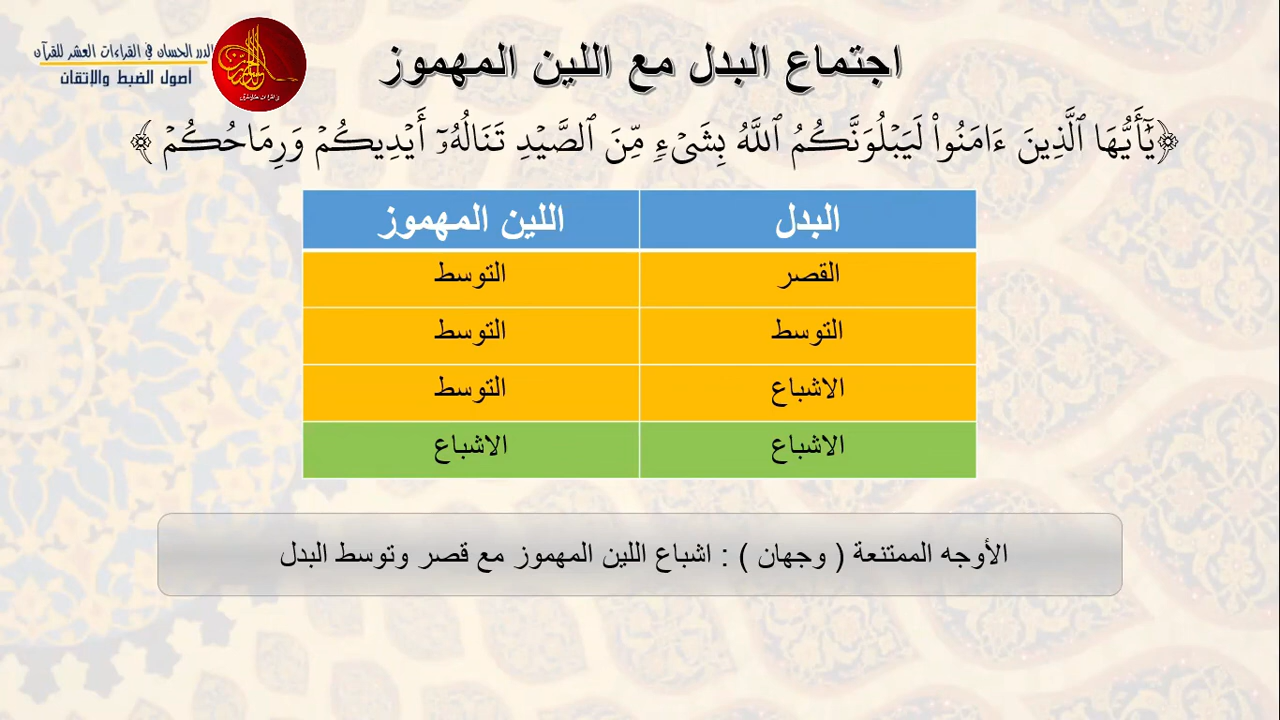 الدرر الحسان في القراءات العشر للقرآن
أصول الضبط والإتقان
اجتماع البدل مع اللين المهموز
﴿يَٰٓأَيُّهَا ٱلَّذِينَ ءَامَنُواْ لَيَبْلُوَنَّكُمُ ٱللَّهُ بِشَيْءٖ مِّنَ ٱلصَّيْدِ تَنَالُهُۥٓ أَيْدِيكُمْ وَرِمَاحُكُمْ ﴾
البدل اللين المهموز
القصر التوسط
التوسط التوسط
الاشباع التوسط
الاشباع الاشباع
الأوجه الممتنعة ( وجهان ) : اشباع اللين المهموز مع قصر وتوسط البدل